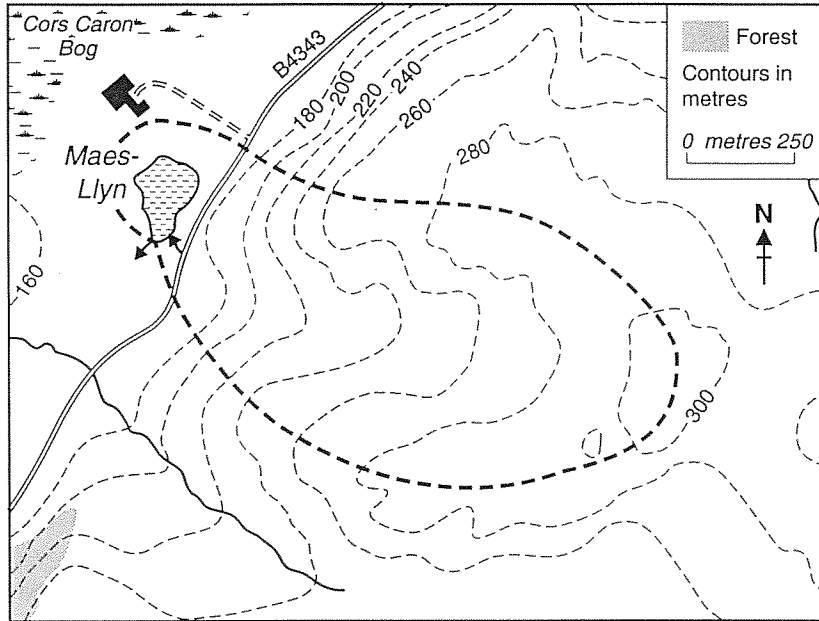 Cors Caron
Bog
B4343
Forest
Contours in
metres
0 metres 250
180
200
220
240
260
280
Maes-
Llyn
N
160
300